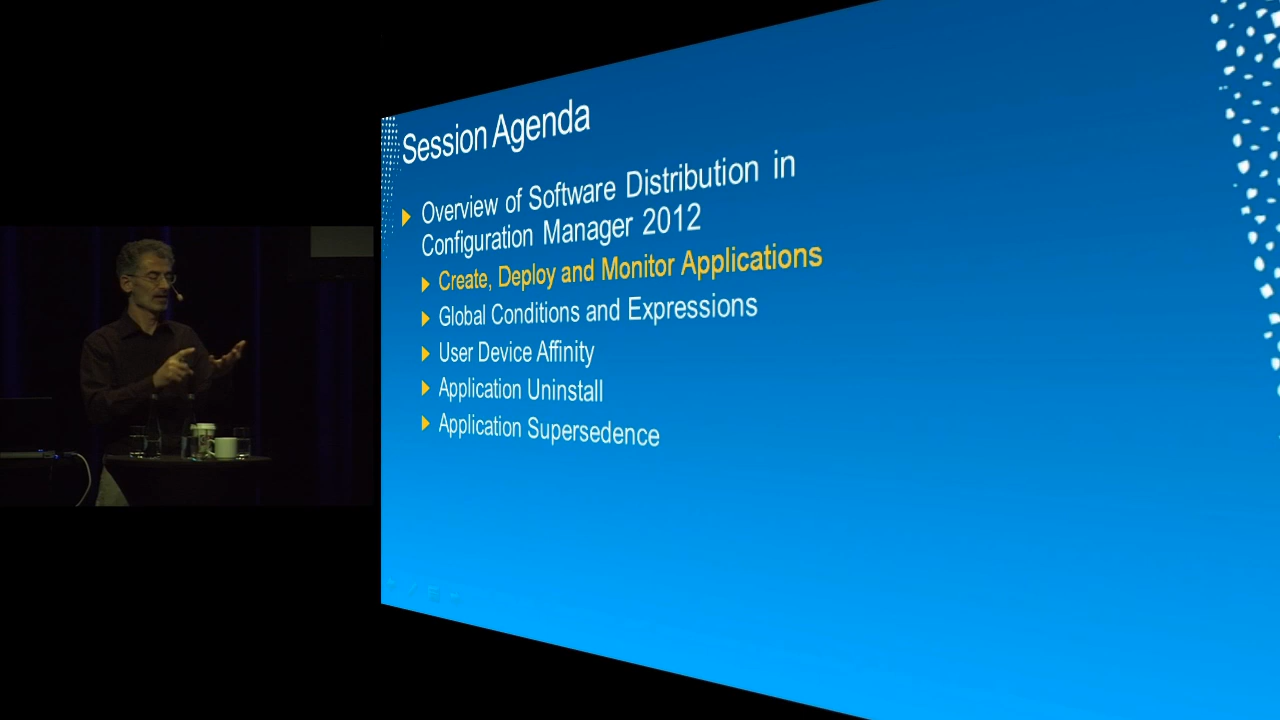 Session Agenda
Overview of Software Distribution in
Configuration Manager 2012
Create, Deploy and Monitor Applications
Global Conditions and Expressions
User Device Affinity
Application Uninstall
Application Supersedence